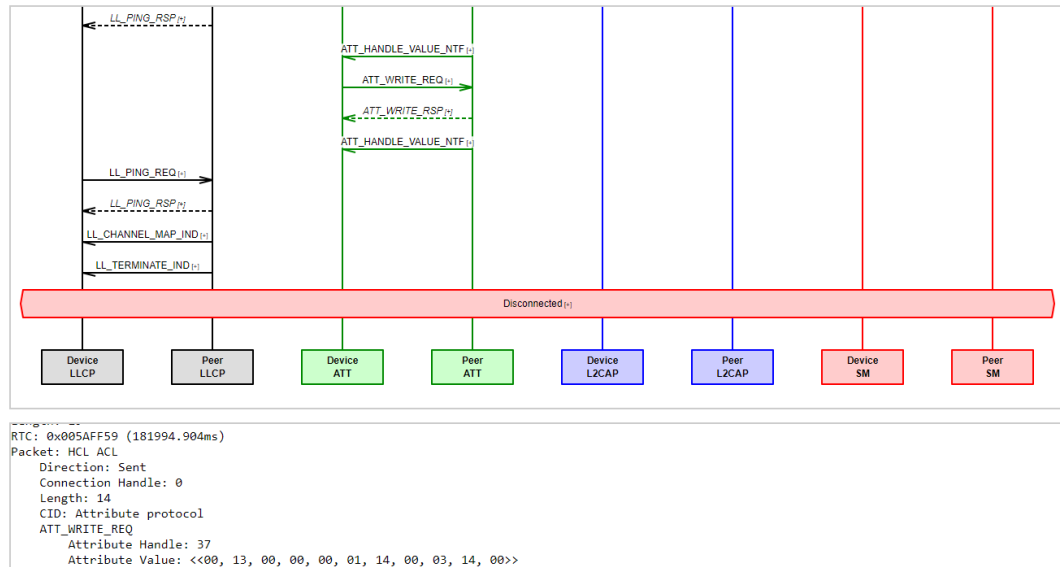 LL_PING_RSP[+]
ATT_HANDLE_VALUE_NTF[+]
ATT_WRITE_REQ[+]
ATT_WRITE_RSP[+]
ATT_HANDLE_VALUE_NTF[+]
LL_PING_REQ[+]
LL_PING_RSP[+]
LL_CHANNEL_MAP_IND[+]
LL_TERMINATE_IND[+]
Disconnected[+]
Device LLCP
Peer LLCP
Device ATT
Peer ATT
Device L2CAP
Peer L2CAP
Device SM
Peer SM
RTC: 0x005AFF59 (181994.904ms)
Packet: HCL ACL
Direction: Sent
Connection Handle: 0
Length: 14
CID: Attribute protocol
ATT_WRITE_REQ
Attribute Handle: 37
Attribute Value: <<00, 13, 00, 00, 00, 01, 14, 00, 03, 14, 00>>